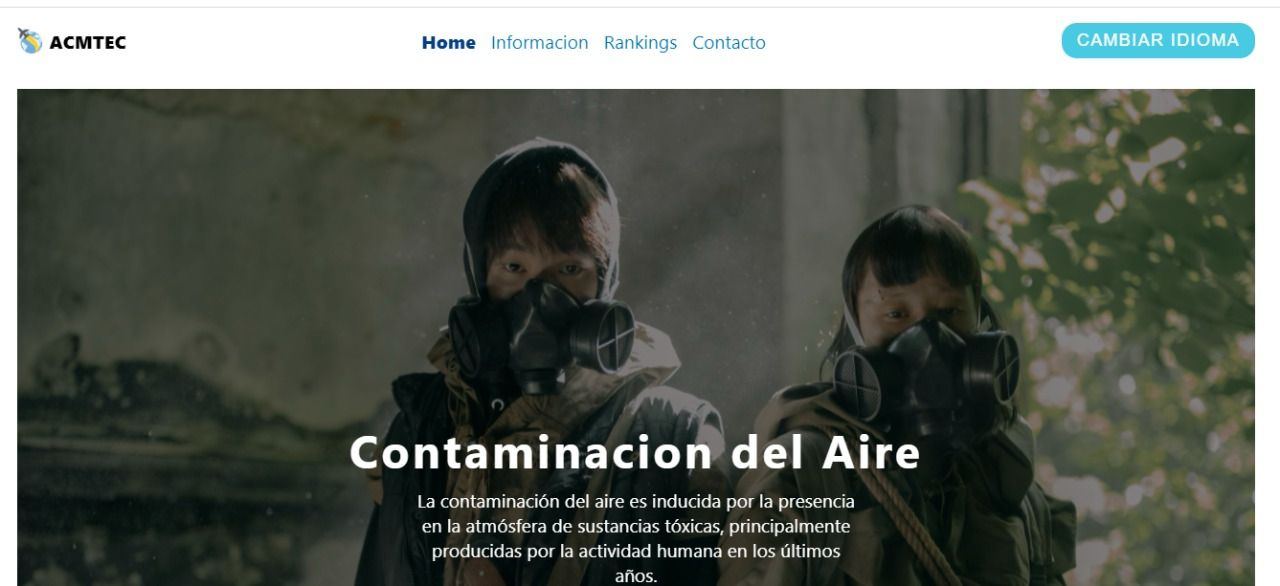 ACMTEC
Home Informacion Rankings Contacto
CAMBIAR IDIOMA
Contaminacion del Aire
La contaminación del aire es inducida por la presencia
en la atmósfera de sustancias tóxicas, principalmente
producidas por la actividad humana en los últimos
años.